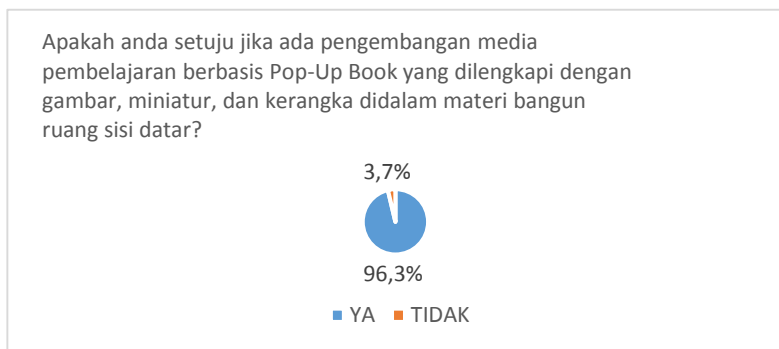 Apakah anda setuju jika ada pengembangan media
pembelajaran berbasis Pop-Up Book yang dilengkapi dengan
gambar, miniatur, dan kerangka didalam materi bangun
ruang sisi datar?
3,7%
96,3%
YA TIDAK